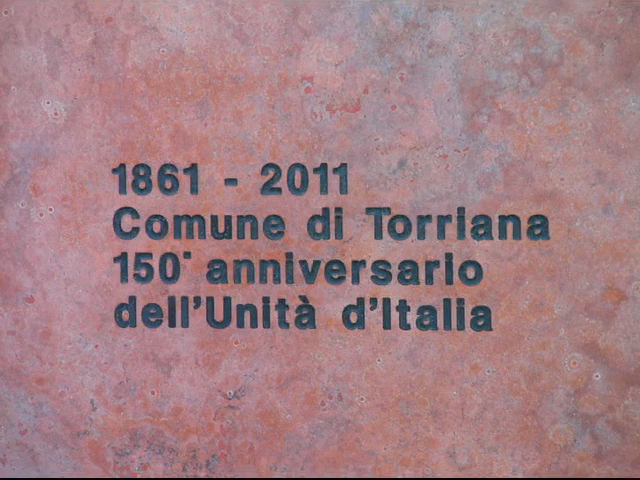 1861 - 2011
Comune di Torriana
150° anniversario
dell'Unità d'Italia